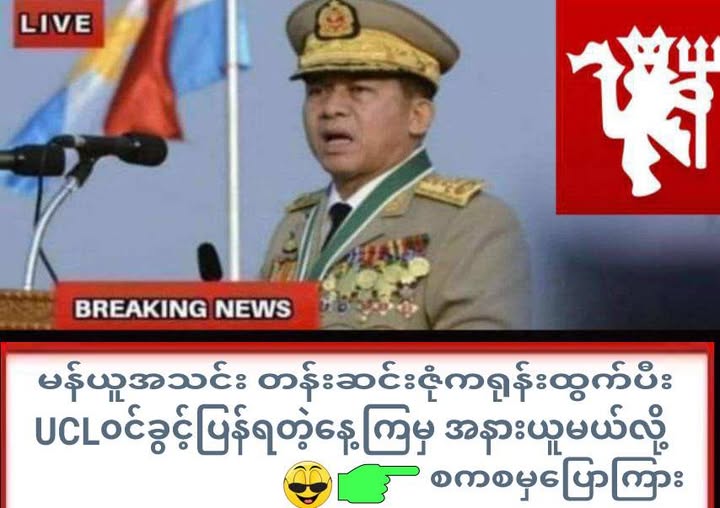 LIVE
BREAKING NEWS
မန်ယူအသင်း တန်းဆင်းဇုံကရုန်းထွက်ပီး
UCLဝင်ခွင့်ပြန်ရတဲ့နေ့ကြမှ အနားယူမယ်လို့
စကစမှပြောကြား